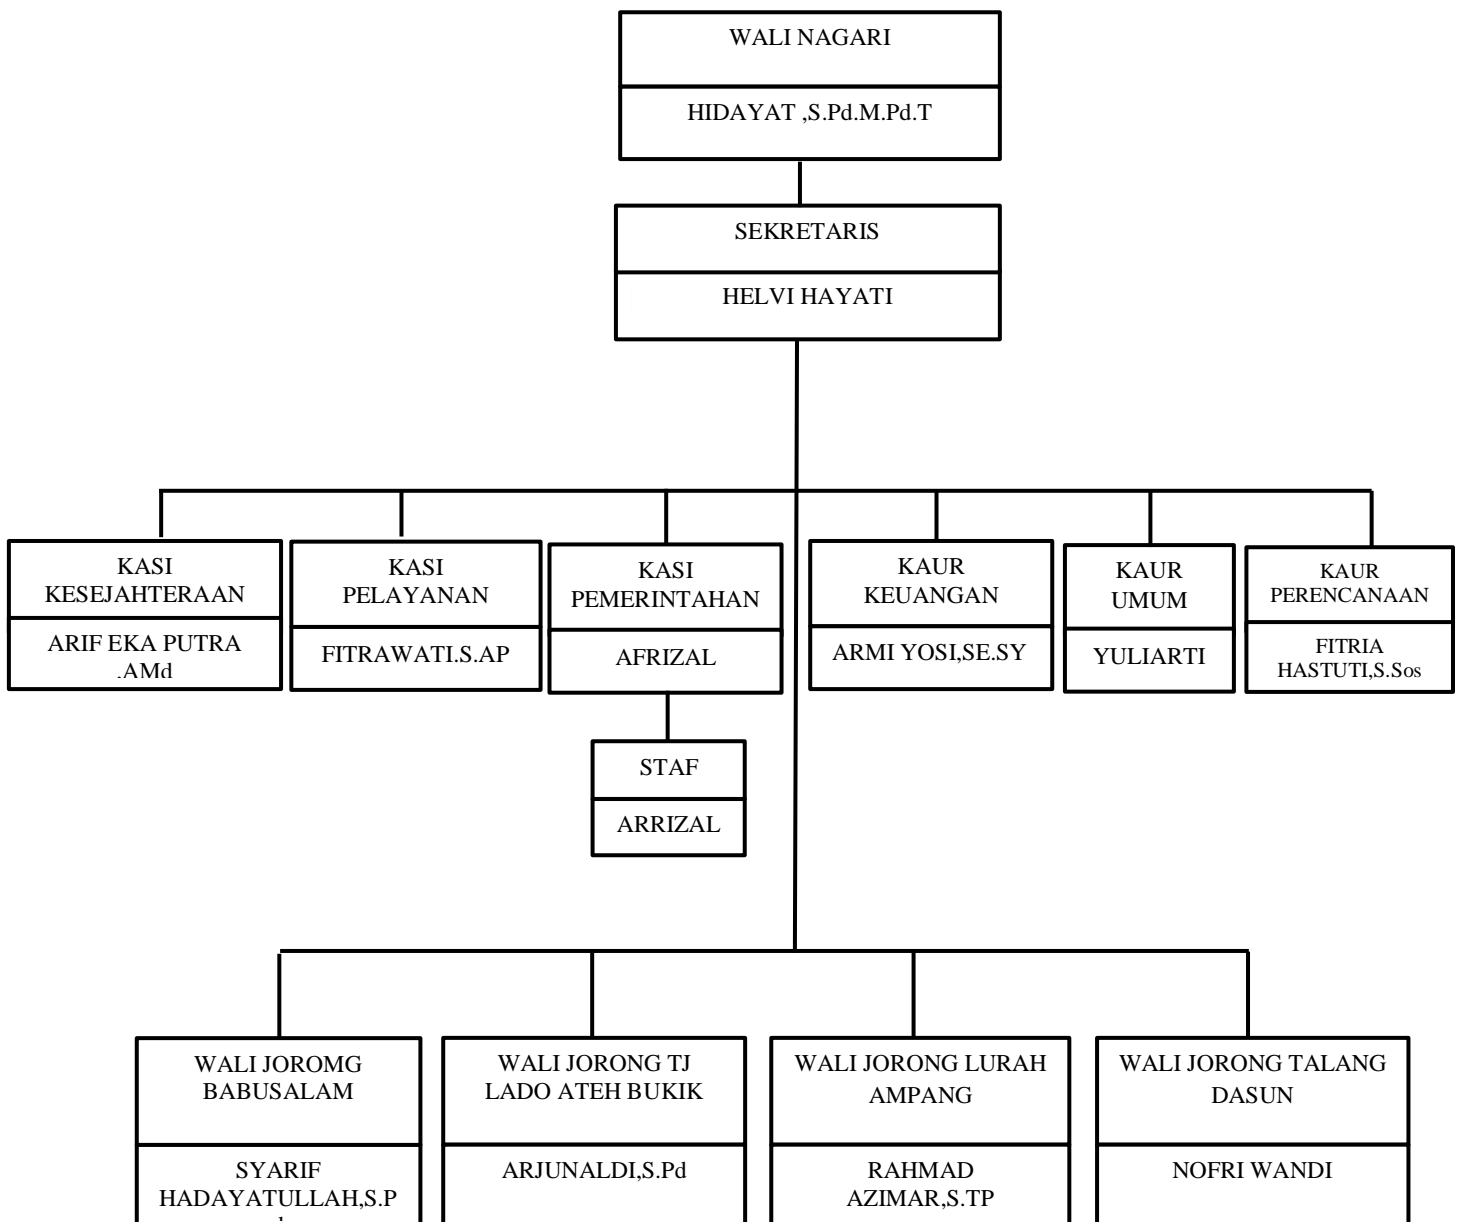 WALI NAGARI
HIDAYAT ,S.Pd.M.Pd.T
SEKRETARIS
HELVI HAYATI
KASI
KESEJAHTERAAN
ARIF EKA PUTRA
.AMd
KASI
PELAYANAN
FITRAWATI.S.AP
KASI
PEMERINTAHAN
AFRIZAL
KAUR
KEUANGAN
ARMI YOSI,SE.SY
KAUR
UMUM
YULIARTI
KAUR
PERENCANAAN
FITRIA
HASTUTI,S.Sos
STAF
ARRIZAL
WALI JOROMG
BABUSALAM
SYARIF
HADAYATULLAH,S.P
WALI JORONG TJ
LADO ATEH BUKIK
ARJUNALDI,S.Pd
WALI JORONG LURAH
AMPANG
RAHMAD
AZIMAR,S.TP
WALI JORONG TALANG
DASUN
NOFRI WANDI